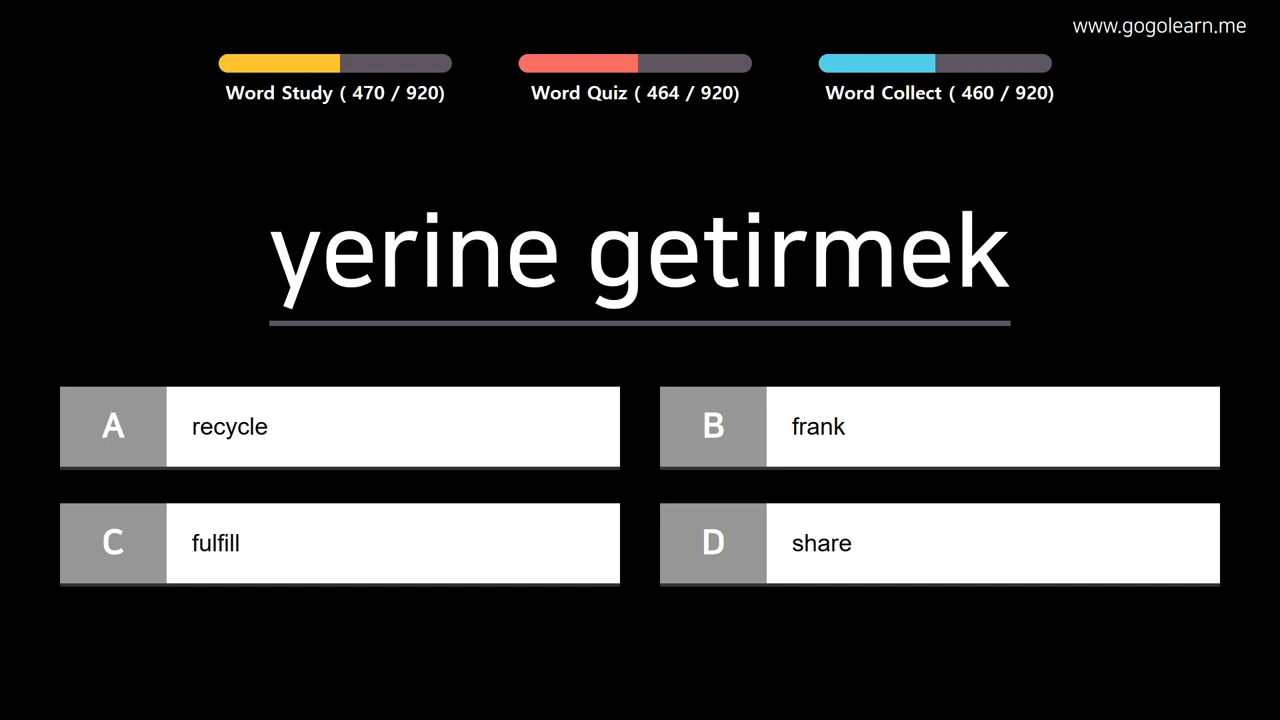 www.gogolearn.me
Word Study ( 470 / 920)
Word Quiz ( 464 / 920)
Word Collect ( 460 / 920)
yerine getirmek
A recycle
B frank
C fulfill
D share